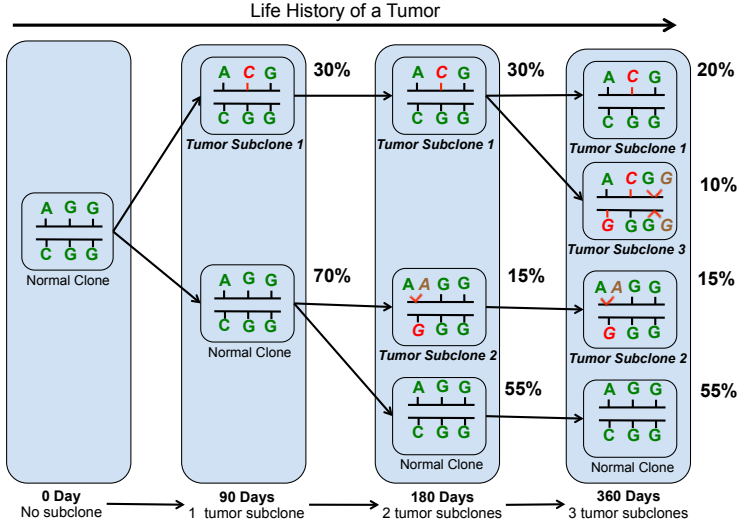 Life History of a Tumor
A G G
C G G
Normal Clone
0 Day
No subclone
A C G
C G G
Tumor Subclone 1
30%
A G G
C G G
Normal Clone
70%
90 Days
1 tumor subclone
A C G
C G G
Tumor Subclone 1
30%
A A G G
G G G
Tumor Subclone 2
15%
A G G
C G G
Normal Clone
55%
180 Days
2 tumor subclones
A C G
C G G
Tumor Subclone 1
20%
A C G G
G G G G
Tumor Subclone 3
10%
A A G G
G G G
Tumor Subclone 2
15%
A G G
C G G
Normal Clone
55%
360 Days
3 tumor subclones